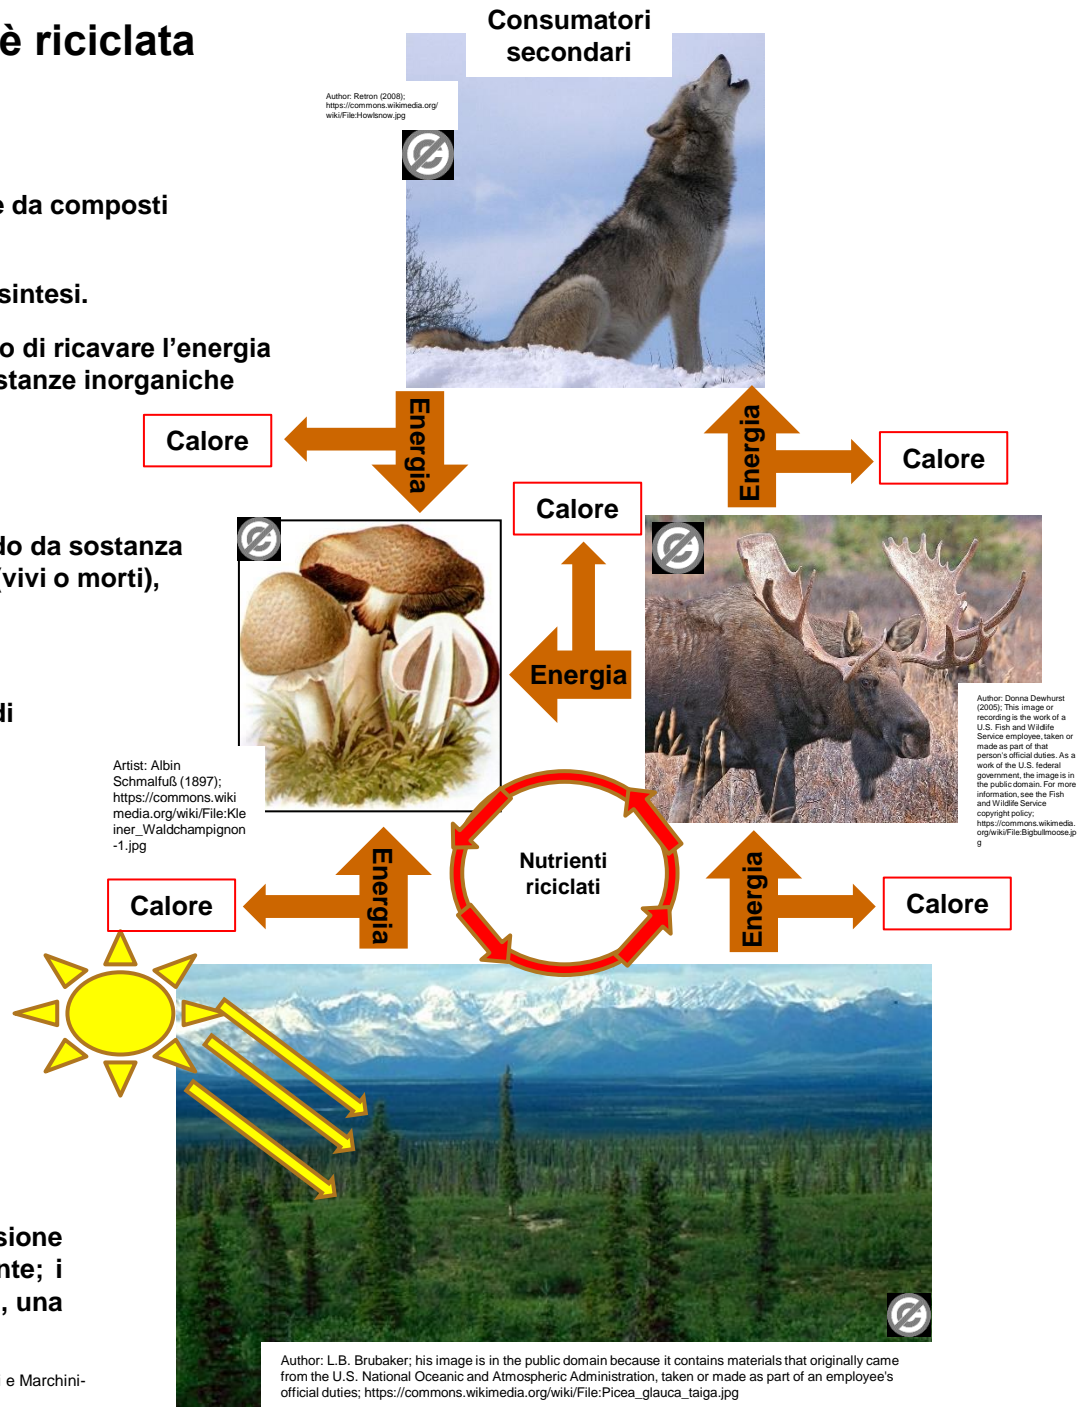 è riciclata
Consumatori
secondari
Author: Retron (2008);
https://commons.wikimedia.org/
wiki/File:Howlsnow.jpg
e da composti
sintesi.
o di ricavare l’energia
stanze inorganiche
Calore
Energia
Energia
Calore
Calore
do da sostanza
(vivi o morti),
Energia
di
Author: Donna Dewhurst
(2005); This image or
recording is the work of a
U.S. Fish and Wildlife
Service employee, taken or
made as part of that
person's official duties. As a
work of the U.S. federal
government, the image is in
the public domain. For more
information, see the Fish
and Wildlife Service
copyright policy;
https://commons.wikimedia.
org/wiki/File:Bigbullmoose.jp
g
Artist: Albin
Schmalfuß (1897);
https://commons.wiki
media.org/wiki/File:Kle
iner_Waldchampignon
-1.jpg
Nutrienti
riciclati
Calore
Energia
Energia
Calore
sione
nte; i
, una
Author: L.B. Brubaker; his image is in the public domain because it contains materials that originally came
from the U.S. National Oceanic and Atmospheric Administration, taken or made as part of an employee's
official duties; https://commons.wikimedia.org/wiki/File:Picea_glauca_taiga.jpg
i e Marchini-